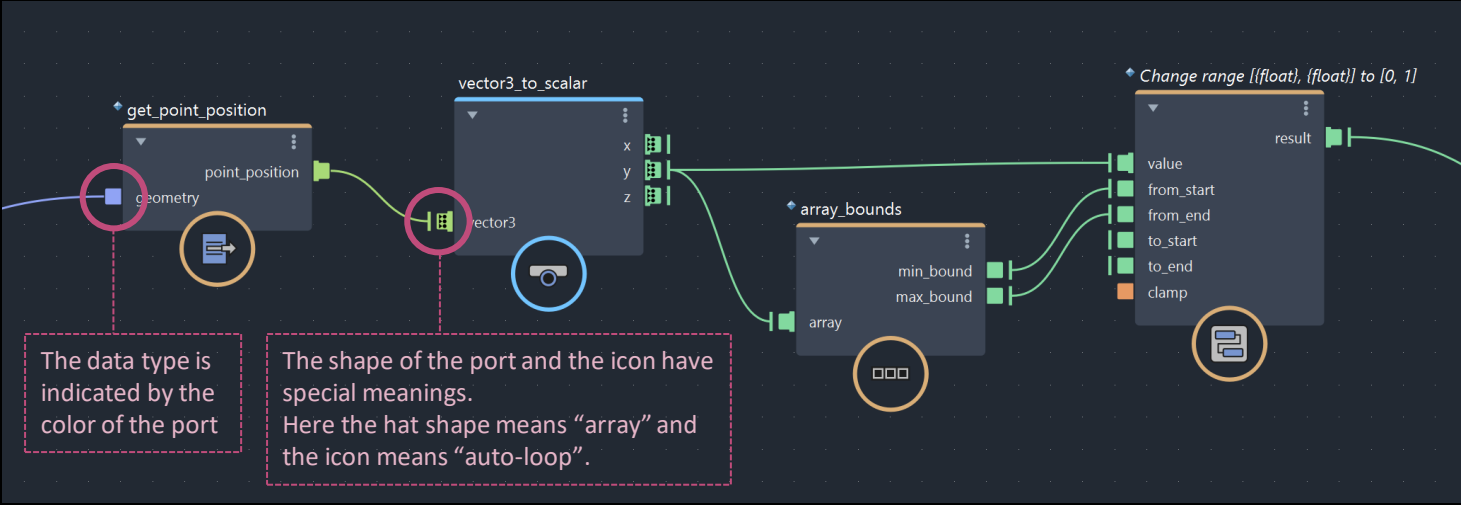 get_point_position
point_position
geometry
vector3_to_scalar
x
y
z
vector3
array_bounds
min_bound
max_bound
array
Change range [{float}, {float}] to [0, 1]
result
value
from_start
from_end
to_start
to_end
clamp
The data type is
indicated by the
color of the port
The shape of the port and the icon have
special meanings.
Here the hat shape means “array” and
the icon means “auto-loop”.